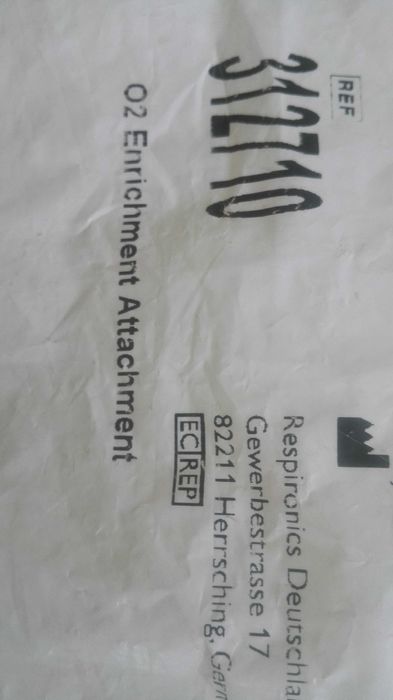 REF
312710
O2 Enrichment Attachment
Respironics
Gewerbestrasse 17
82211 Herrsching,
EC REP